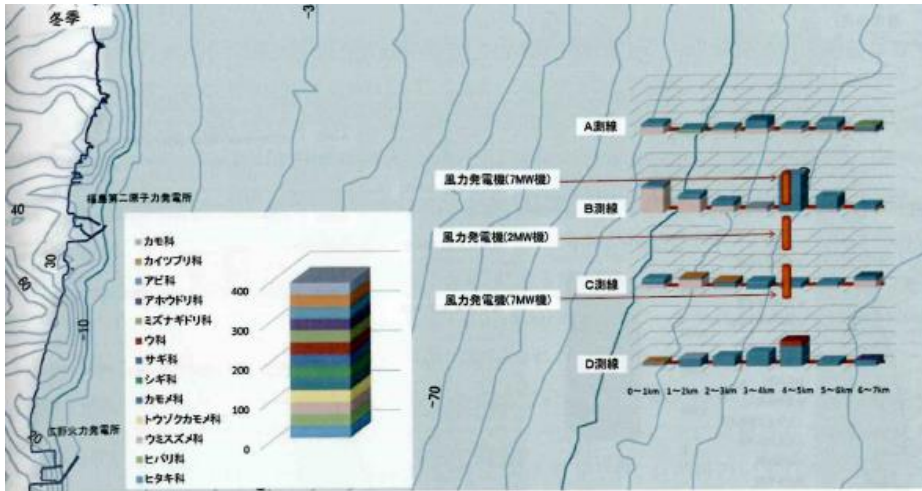 冬季
-3
A測線
風力発電機(7MW機)
福島第二原子力発電所
40
B測線
風力発電機(2MW機)
カモ科
カイツブリ科
アビ科
アホウドリ科
ミズナギドリ科
ウ科
サギ科
シギ科
カモメ科
トウゾクカモメ科
ウミスズメ科
ヒバリ科
ヒタキ科
400
300
200
100
0
30
80
C測線
風力発電機(7MW機)
-10
D測線
0～1km 1～2km 2～3km 3～4km 4～5km 5～6km 6～7km
-70
20
広野火力発電所